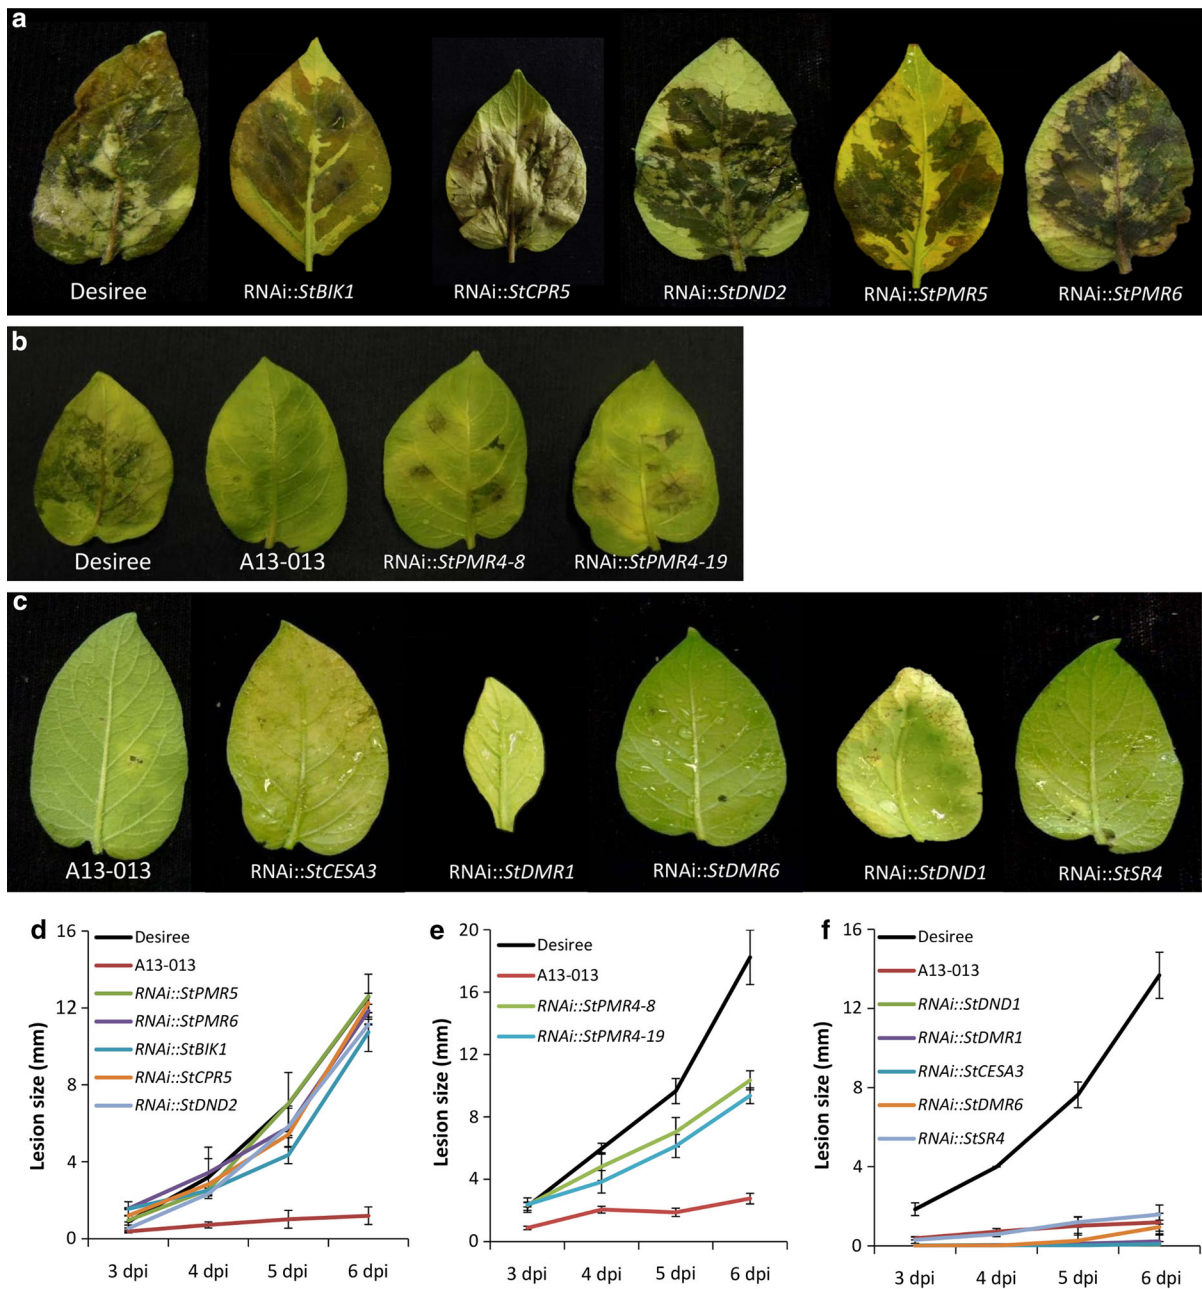 a
Desiree
RNAi::StBIK1
RNAi::StCPR5
RNAi::StDND2
RNAi::StPMR5
RNAi::StPMR6
b
Desiree
A13-013
RNAi::StPMR4-8
RNAi::StPMR4-19
c
A13-013
RNAi::StCESA3
RNAi::StDMR1
RNAi::StDMR6
RNAi::StDND1
RNAi::StSR4
d
Lesion size (mm)
16
12
8
4
0
Desiree
A13-013
RNAi::StPMR5
RNAi::StPMR6
RNAi::StBIK1
RNAi::StCPR5
RNAi::StDND2
3 dpi
4 dpi
5 dpi
6 dpi
e
Lesion size (mm)
20
16
12
8
4
0
Desiree
A13-013
RNAi::StPMR4-8
RNAi::StPMR4-19
3 dpi
4 dpi
5 dpi
6 dpi
f
Lesion size (mm)
16
12
8
4
0
Desiree
A13-013
RNAi::StDND1
RNAi::StDMR1
RNAi::StCESA3
RNAi::StDMR6
RNAi::StSR4
3 dpi
4 dpi
5 dpi
6 dpi